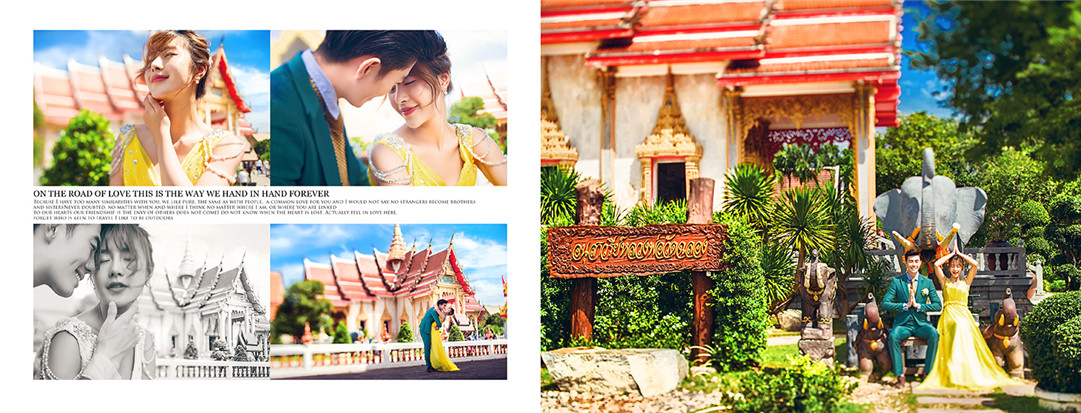 ON THE ROAD OF LOVE THIS IS THE WAY WE HAND IN HAND FOREVER
BECAUSE I HAVE TOO MANY SIMILARITIES WITH YOU, WE LIKE PURE, THE SAME AS WITH PEOPLE, A COMMON LOVE FOR YOU AND I WOULD NOT SAY NO STRANGERS BECOME BROTHERS
AND SISTERSNEVER DOUBTED, NO MATTER WHEN AND WHERE I THINK NO MATTER WHERE I AM, OR WHERE YOU ARE LINKED
TO OUR HEARTS OUR FRIENDSHIP IS THE ENVY OF OTHERS DOES NOT COMEI DO NOT KNOW WHEN THE HEART IS LOST, ACTUALLY FELL IN LOVE HERE,
FORGET WHO IS KEEN TO TRAVEL I LIKE TO BE OUTDOORS